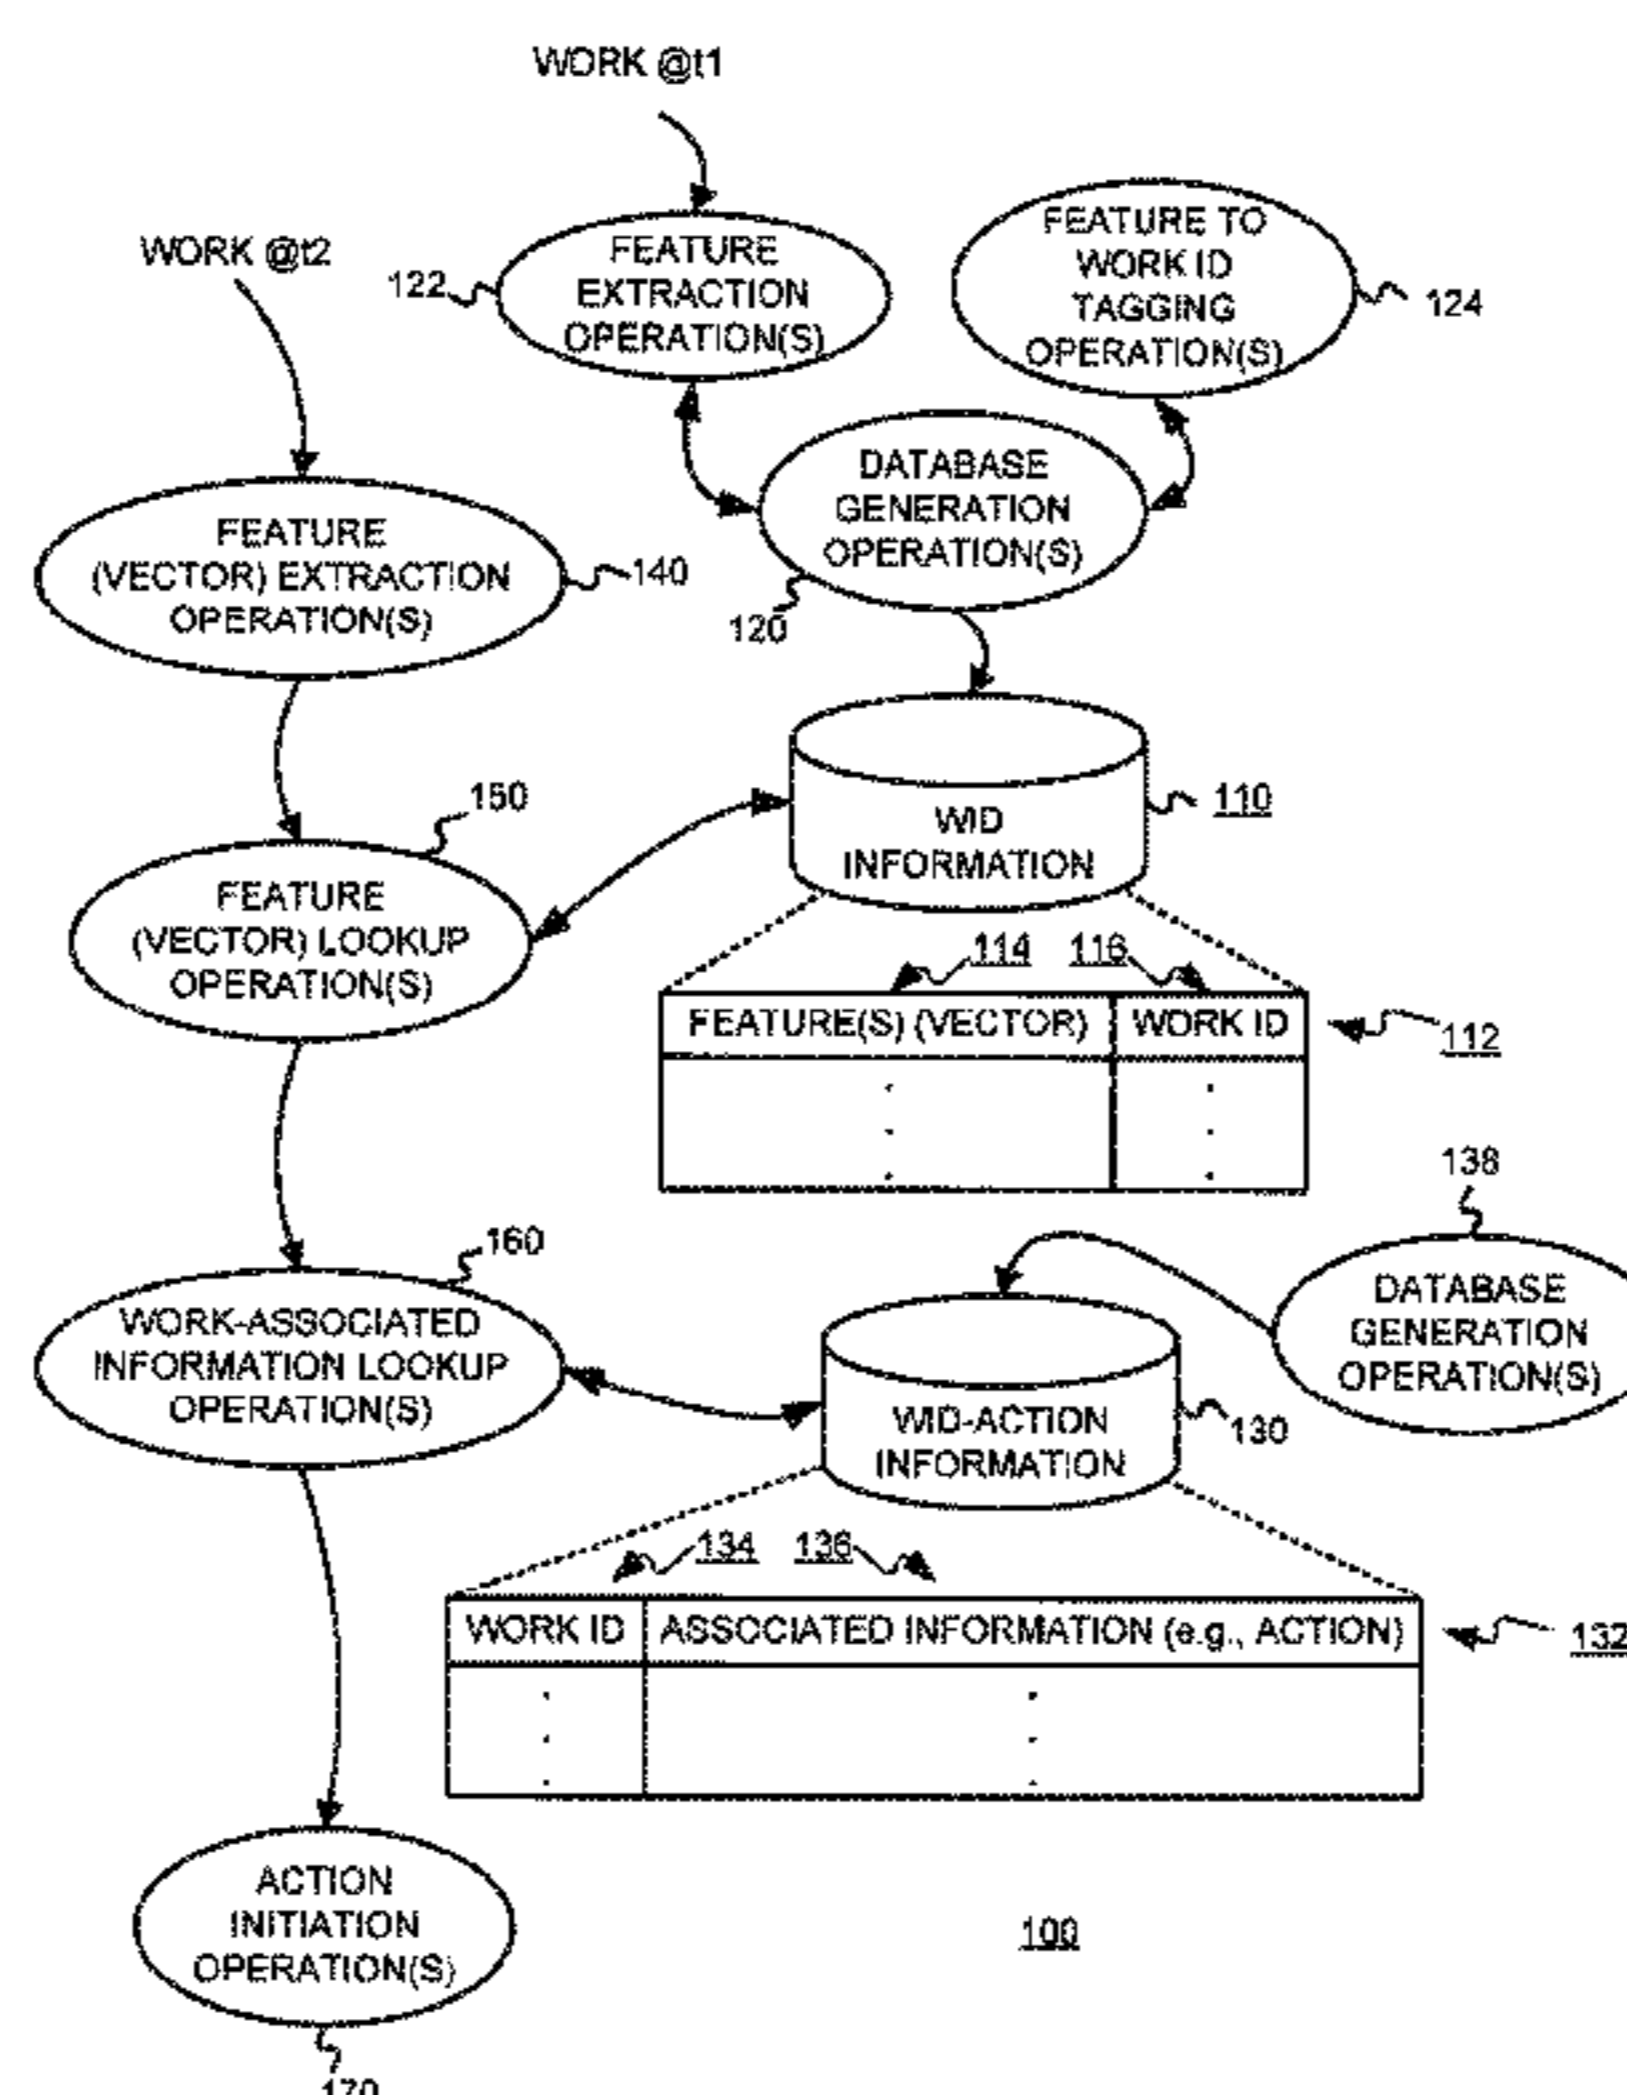 WORK @t1
WORK @t2
122
FEATURE
EXTRACTION
OPERATION(S)
FEATURE TO
WORK ID
TAGGING
OPERATION(S)
124
DATABASE
GENERATION
OPERATION(S)
120
FEATURE
(VECTOR) EXTRACTION
OPERATION(S)
140
150
FEATURE
(VECTOR) LOOKUP
OPERATION(S)
WID
INFORMATION
110
114 116
FEATURE(S) (VECTOR) WORK ID
112
138
DATABASE
GENERATION
OPERATION(S)
160
WORK-ASSOCIATED
INFORMATION LOOKUP
OPERATION(S)
WID-ACTION
INFORMATION
130
134 136
WORK ID ASSOCIATED INFORMATION (e.g., ACTION)
132
ACTION
INITIATION
OPERATION(S)
100
170